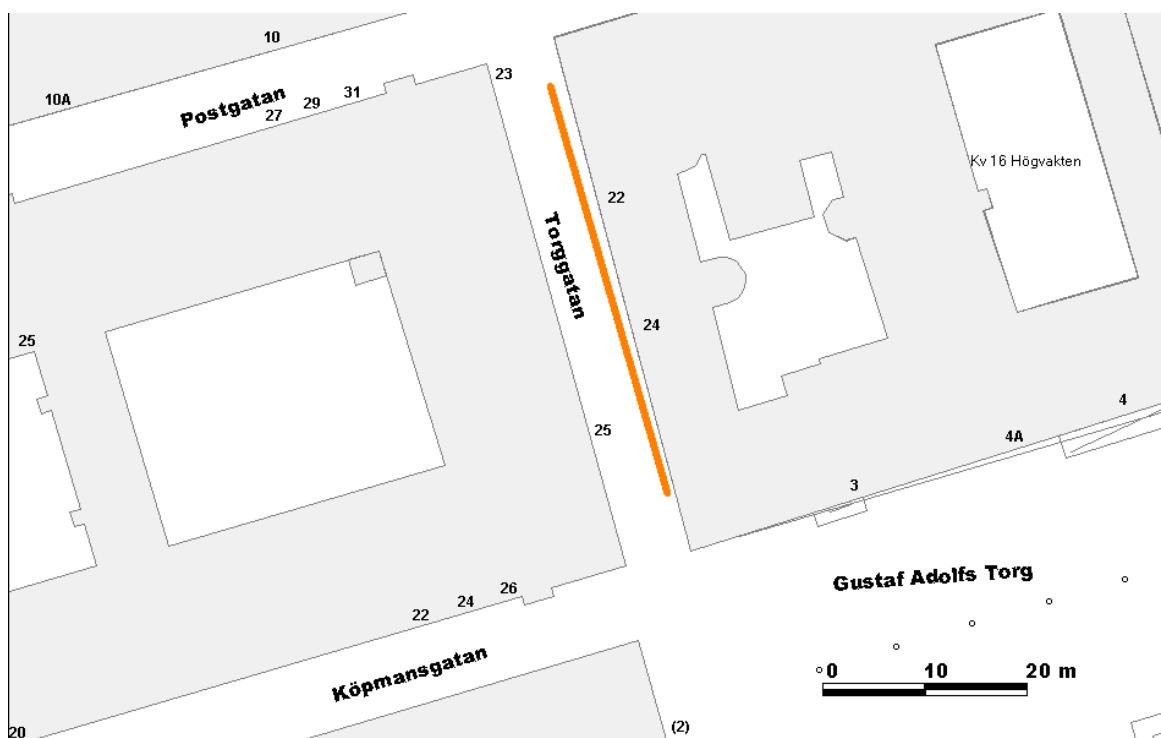 10
23
10A
Postgatan
27
29
31
Kv 16 Högvakten
22
Torggatan
24
25
25
4
4A
3
Gustaf Adolfs Torg
26
24
22
Köpmansgatan
0 10 20 m
20
(2)